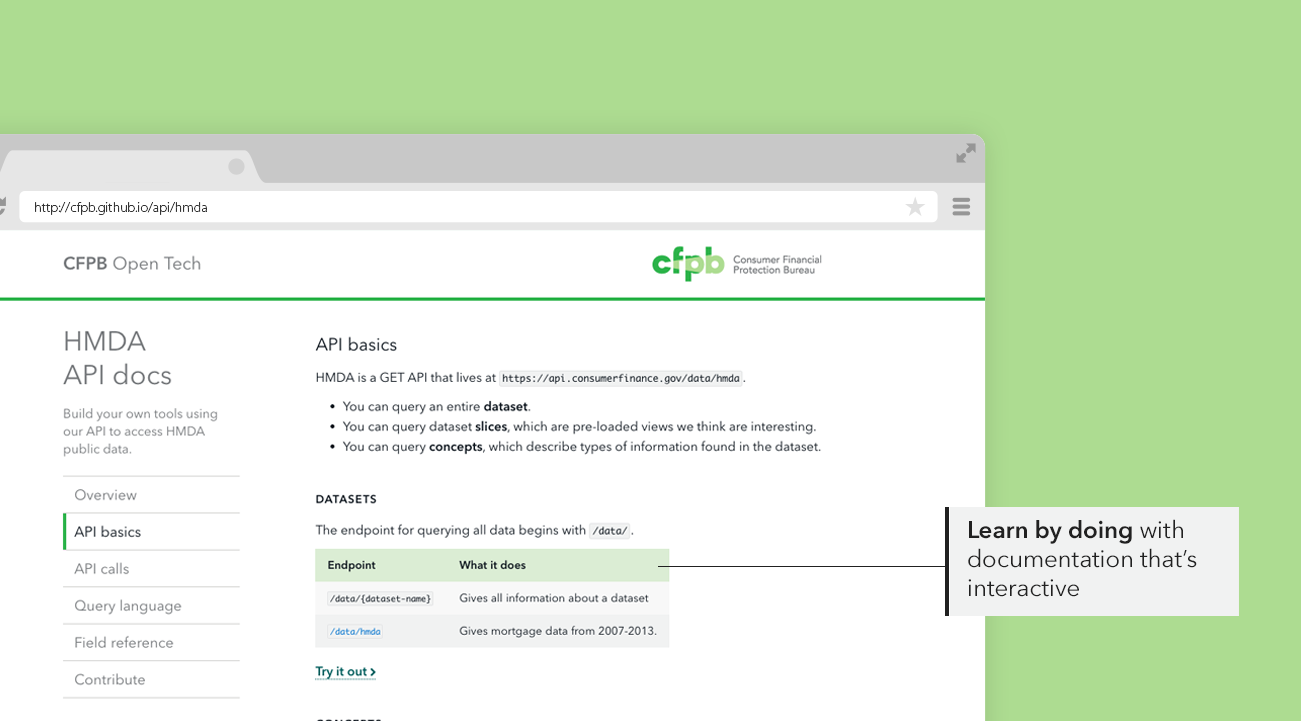 http://cfpb.github.io/api/hmda
CFPB Open Tech
cfpb Consumer Financial
Protection Bureau
HMDA
API docs
Build your own tools using
our API to access HMDA
public data.
Overview
API basics
API calls
Query language
Field reference
Contribute
API basics
HMDA is a GET API that lives at https://api.consumerfinance.gov/data/hmda.
• You can query an entire dataset.
• You can query dataset slices, which are pre-loaded views we think are interesting.
• You can query concepts, which describe types of information found in the dataset.
DATASETS
The endpoint for querying all data begins with /data/.
Endpoint What it does
/data/{dataset-name} Gives all information about a dataset
/data/hmda Gives mortgage data from 2007-2013.
Try it out >
CONCEPTS
Learn by doing with
documentation that's
interactive